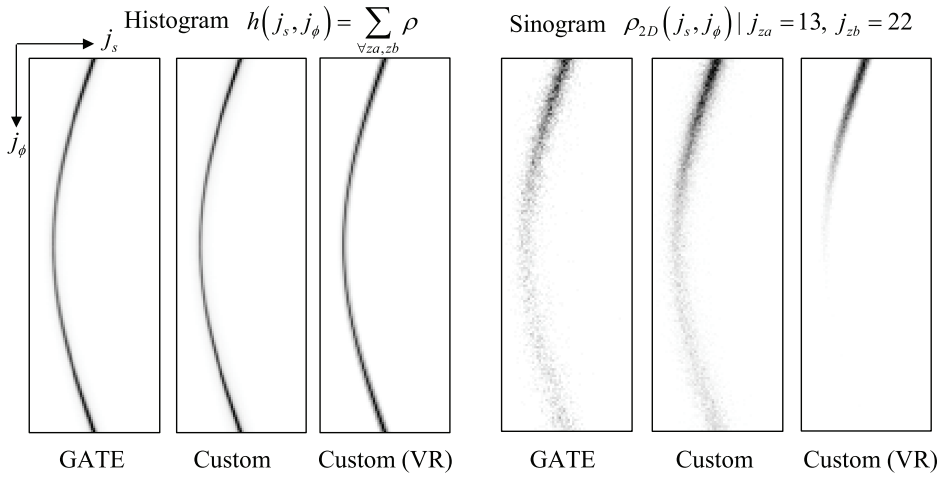 Histogram h(j_s, j_ϕ) = ∑_{∀za,zb} ρ
Sinogram ρ_{2D}(j_s, j_ϕ) | j_{za} = 13, j_{zb} = 22
j_s
j_ϕ
GATE Custom Custom (VR) GATE Custom Custom (VR)